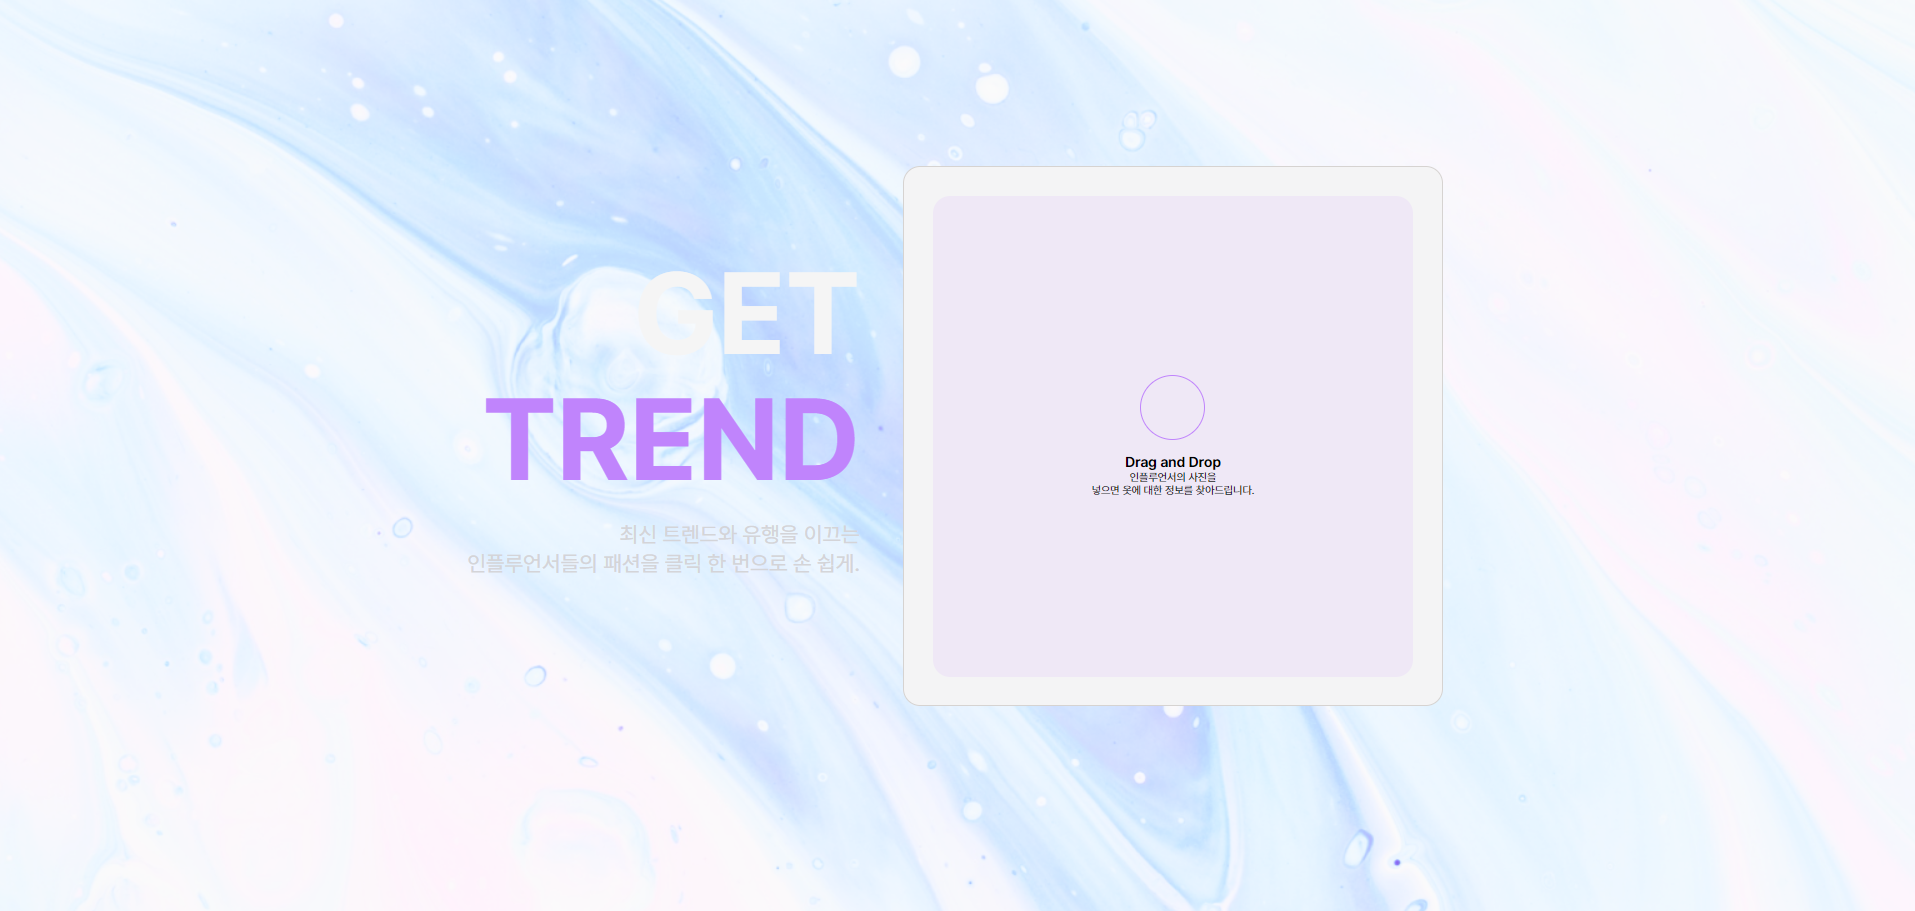 GET
TREND
최신 트렌드와 유행을 이끄는
인플루언서들의 패션을 클릭 한 번으로 손 쉽게.
Drag and Drop
인플루언서의 사진을
넣으면 옷에 대한 정보를 찾아드립니다.